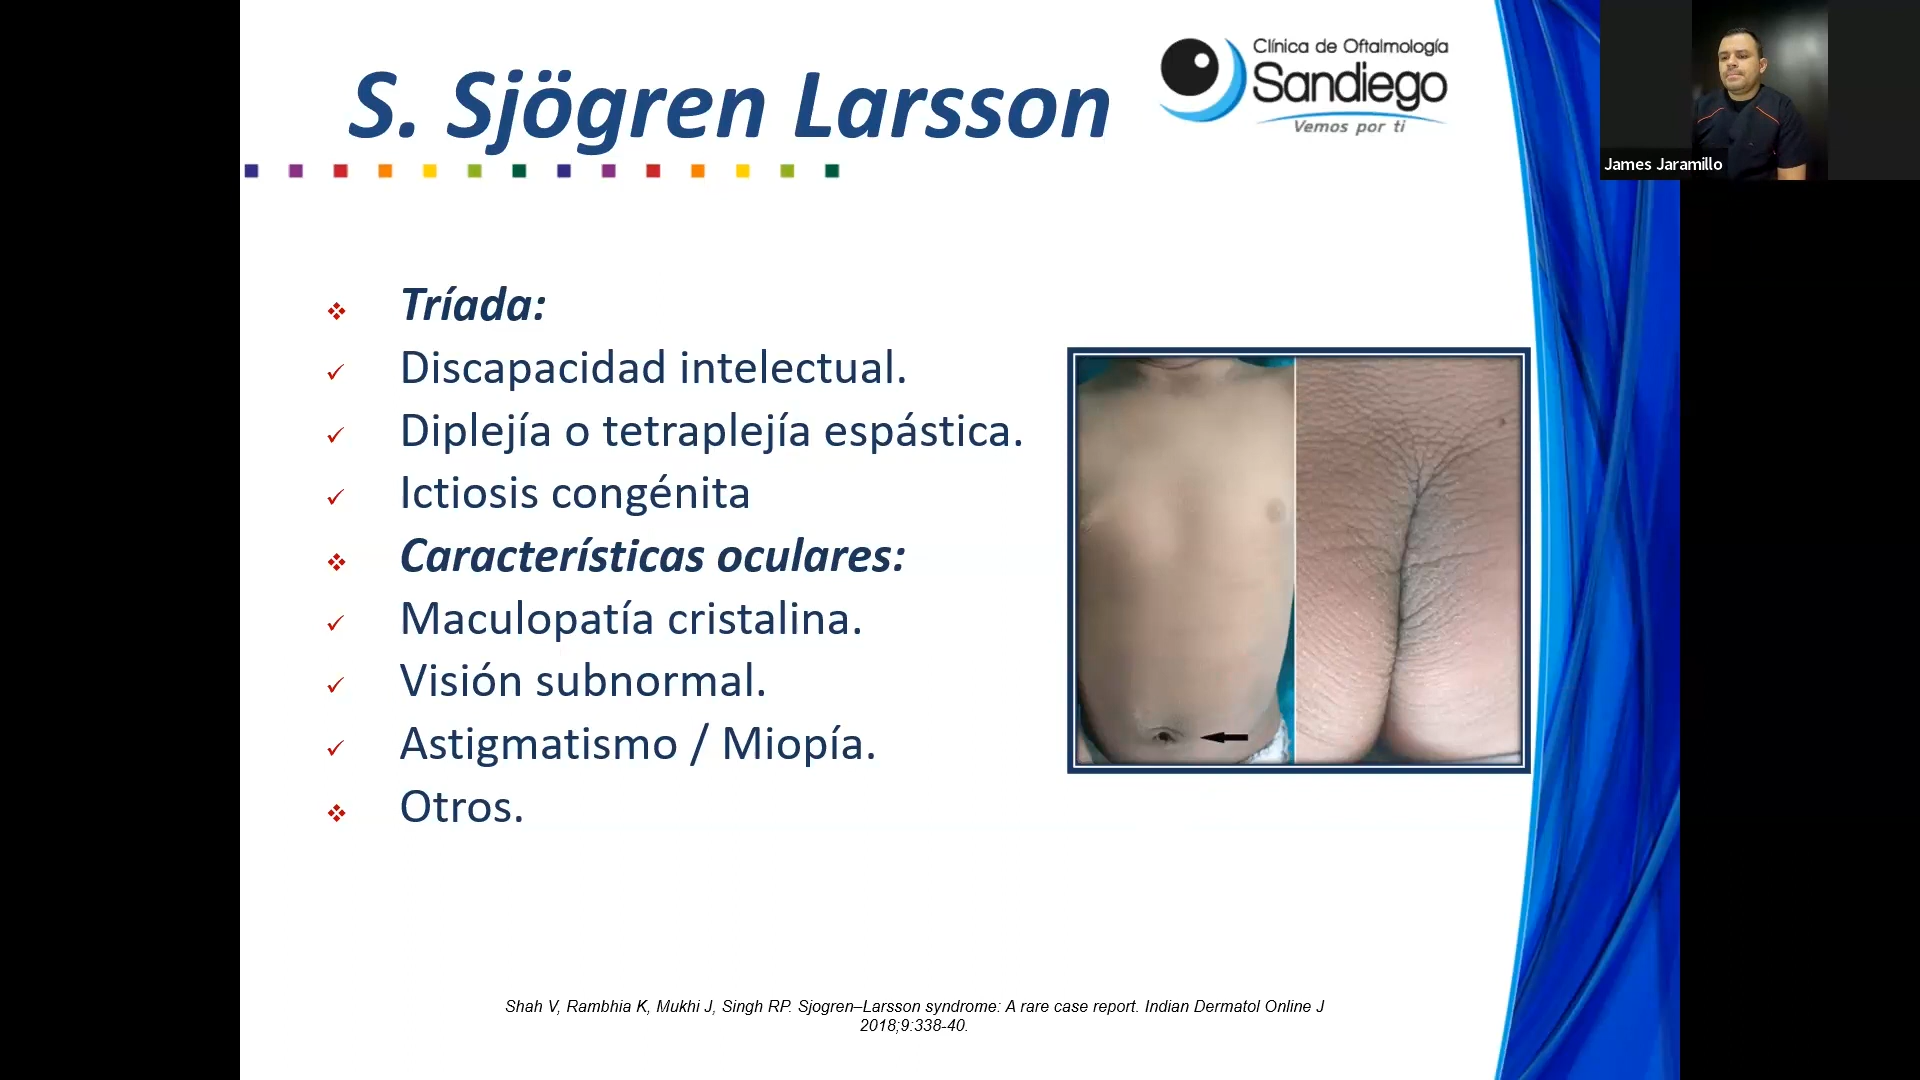 S. Sjögren Larsson
Clínica de Oftalmología
Sandiego
Vemos por ti
James Jaramillo
Tríada:
Discapacidad intelectual.
Diplejía o tetraplejía espástica.
Ictiosis congénita
Características oculares:
Maculopatía cristalina.
Visión subnormal.
Astigmatismo / Miopía.
Otros.
Shah V, Rambhia K, Mukhi J, Singh RP. Sjogren–Larsson syndrome: A rare case report. Indian Dermatol Online J
2018;9:338-40.